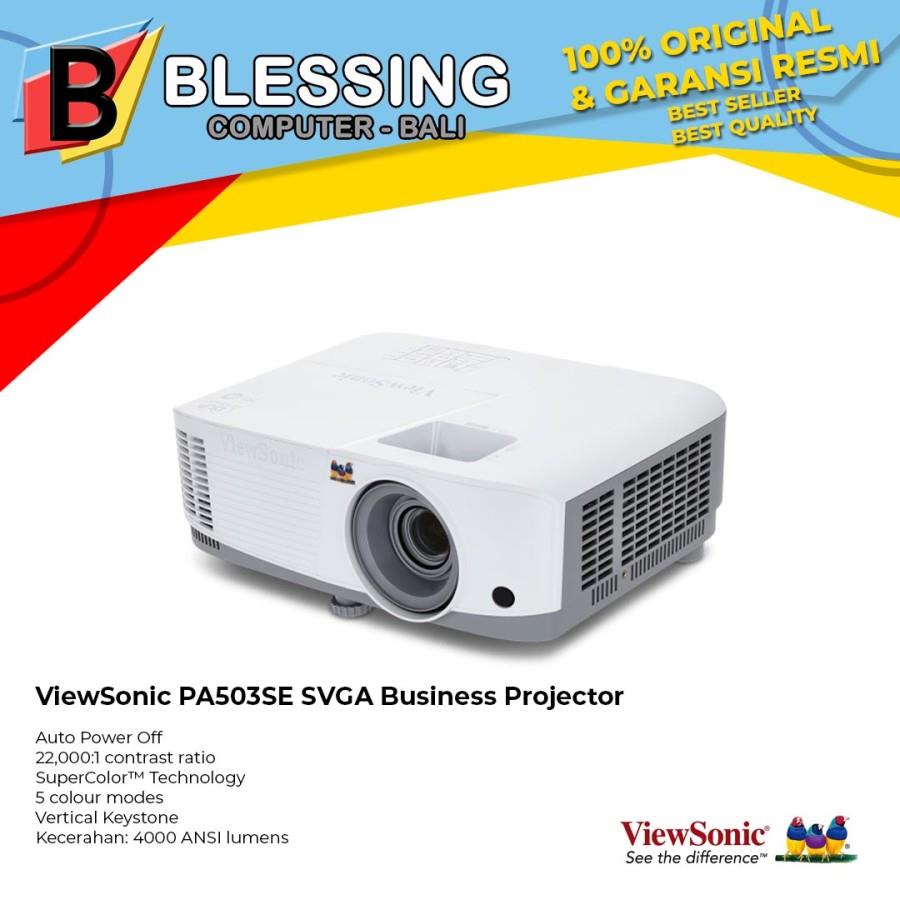 B BLESSING
COMPUTER - BALI
100% ORIGINAL
& GARANSI RESMI
BEST SELLER
BEST QUALITY
ViewSonic
ViewSonic
ViewSonic PA503SE SVGA Business Projector
Auto Power Off
22,000:1 contrast ratio
SuperColor™ Technology
5 colour modes
Vertical Keystone
Kecerahan: 4000 ANSI lumens
ViewSonic®
See the difference™